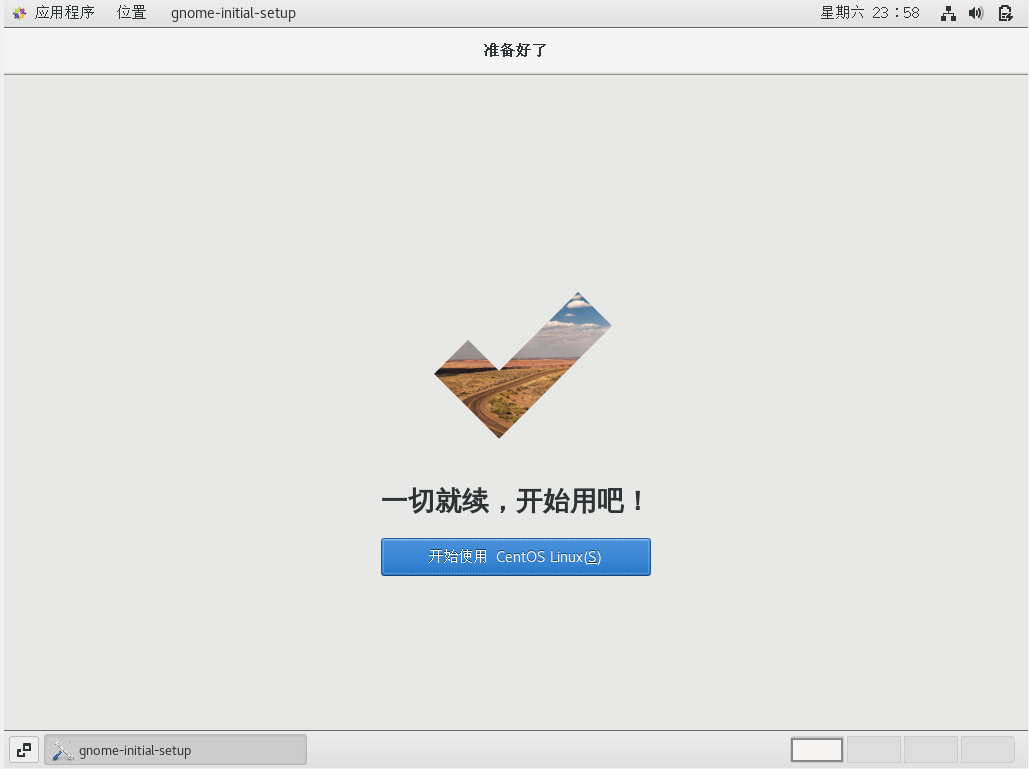 应用程序 位置 gnome-initial-setup 星期六 23:58
准备好了
一切就续，开始用吧！
开始使用 CentOS Linux(S)
gnome-initial-setup